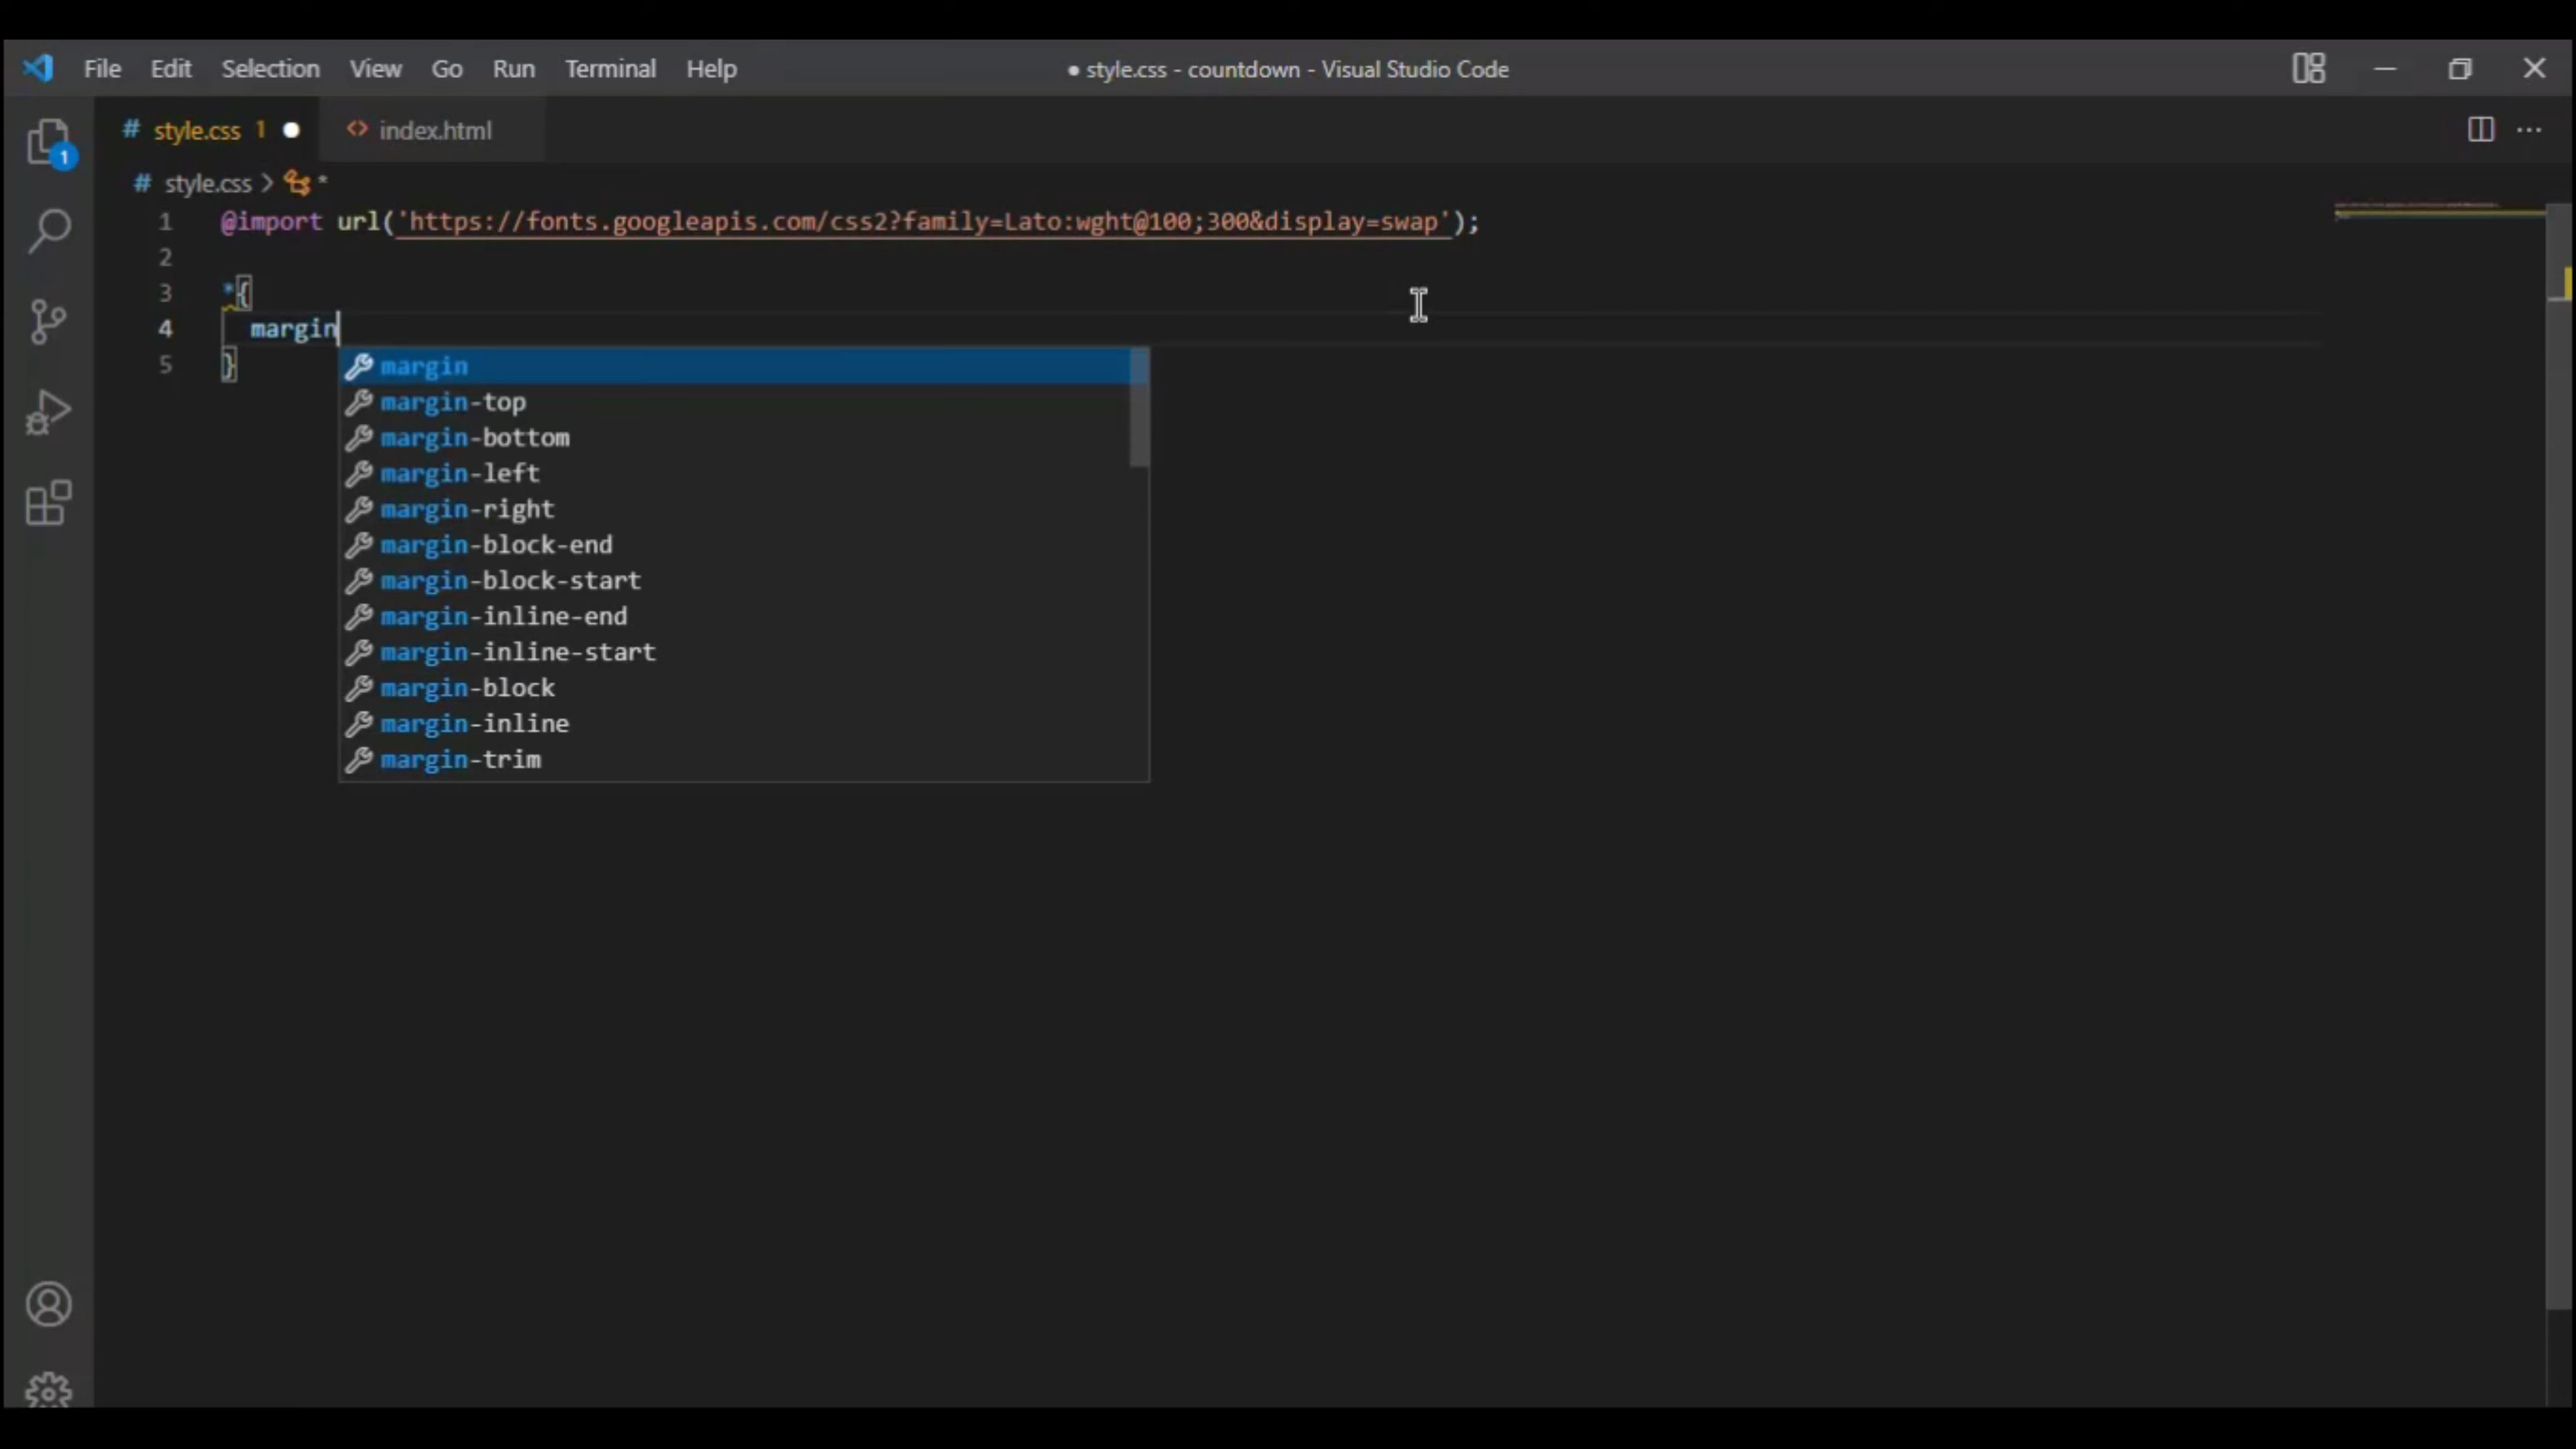 File Edit Selection View Go Run Terminal Help ● style.css - countdown - Visual Studio Code
# style.css 1 ● <> index.html ...
1
# style.css > *
1 @import url('https://fonts.googleapis.com/css2?family=Lato:wght@100;300&display=swap');
2
3 *{
4 margin
5 }
margin
margin-top
margin-bottom
margin-left
margin-right
margin-block-end
margin-block-start
margin-inline-end
margin-inline-start
margin-block
margin-inline
margin-trim